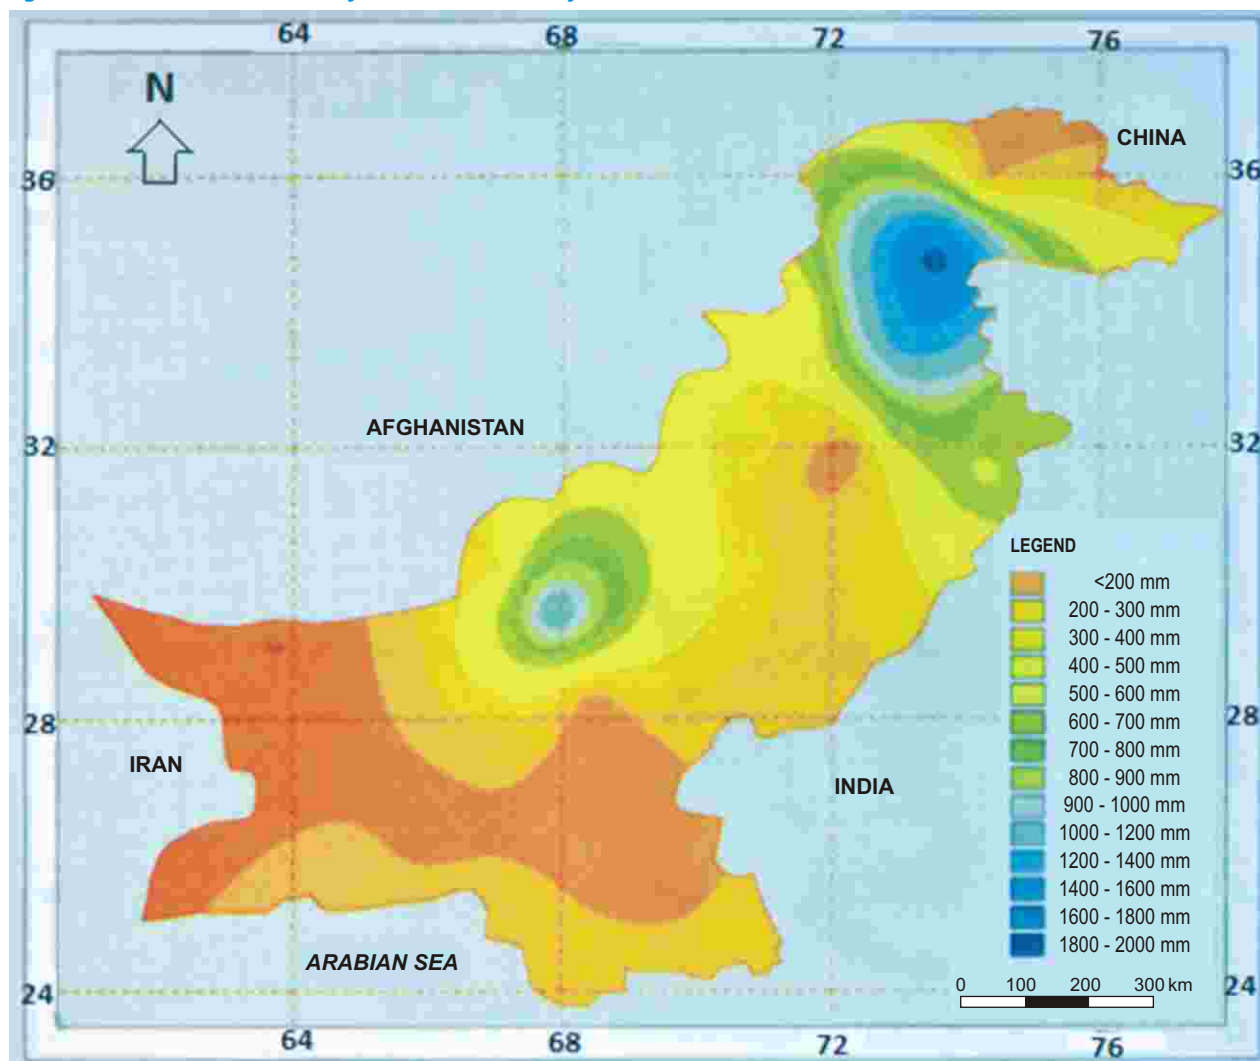 64 68 72 76
N
CHINA
36 36
AFGHANISTAN
32 32
LEGEND
<200 mm
200 - 300 mm
300 - 400 mm
400 - 500 mm
500 - 600 mm
600 - 700 mm
700 - 800 mm
800 - 900 mm
900 - 1000 mm
1000 - 1200 mm
1200 - 1400 mm
1400 - 1600 mm
1600 - 1800 mm
1800 - 2000 mm
28 28
IRAN
INDIA
ARABIAN SEA
0 100 200 300 km
24 24
64 68 72 76